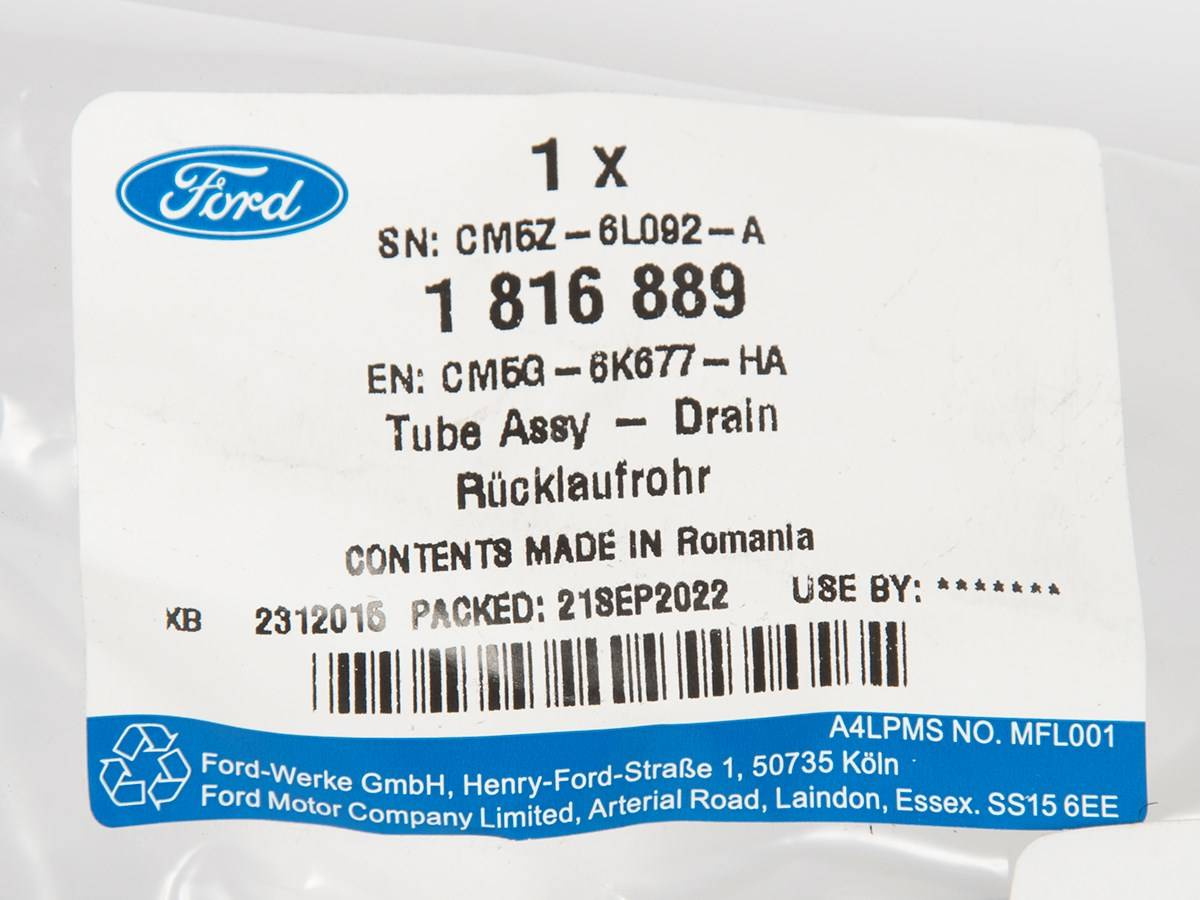 Ford
1 x
SN: CM5Z-6L092-A
1 816 889
EN: CM5G-6K677-HA
Tube Assy - Drain
Rücklaufrohr
CONTENTS MADE IN Romania
XB 2312015 PACKED: 21SEP2022 USE BY: *******
A4LPMS NO. MFL001
Ford-Werke GmbH, Henry-Ford-Straße 1, 50735 Köln
Ford Motor Company Limited, Arterial Road, Laindon, Essex. SS15 6EE